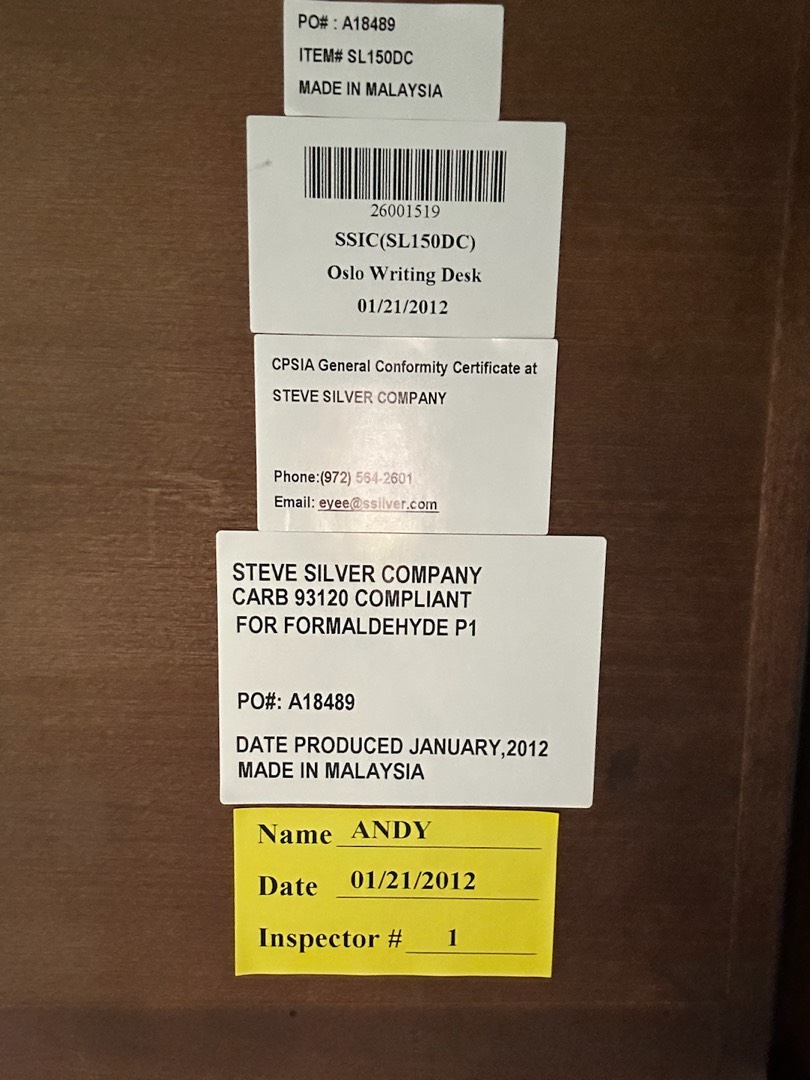 PO# : A18489
ITEM# SL150DC
MADE IN MALAYSIA
26001519
SSIC(SL150DC)
Oslo Writing Desk
01/21/2012
CPSIA General Conformity Certificate at
STEVE SILVER COMPANY
Phone:(972) 564-2601
Email: eyee@ssilver.com
STEVE SILVER COMPANY
CARB 93120 COMPLIANT
FOR FORMALDEHYDE P1
PO#: A18489
DATE PRODUCED JANUARY,2012
MADE IN MALAYSIA
Name ANDY
Date 01/21/2012
Inspector # 1